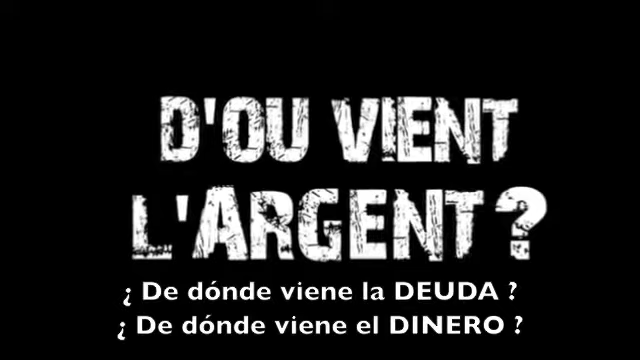 D'OU VIENT
L'ARGENT ?
¿ De dónde viene la DEUDA ?
¿ De dónde viene el DINERO ?